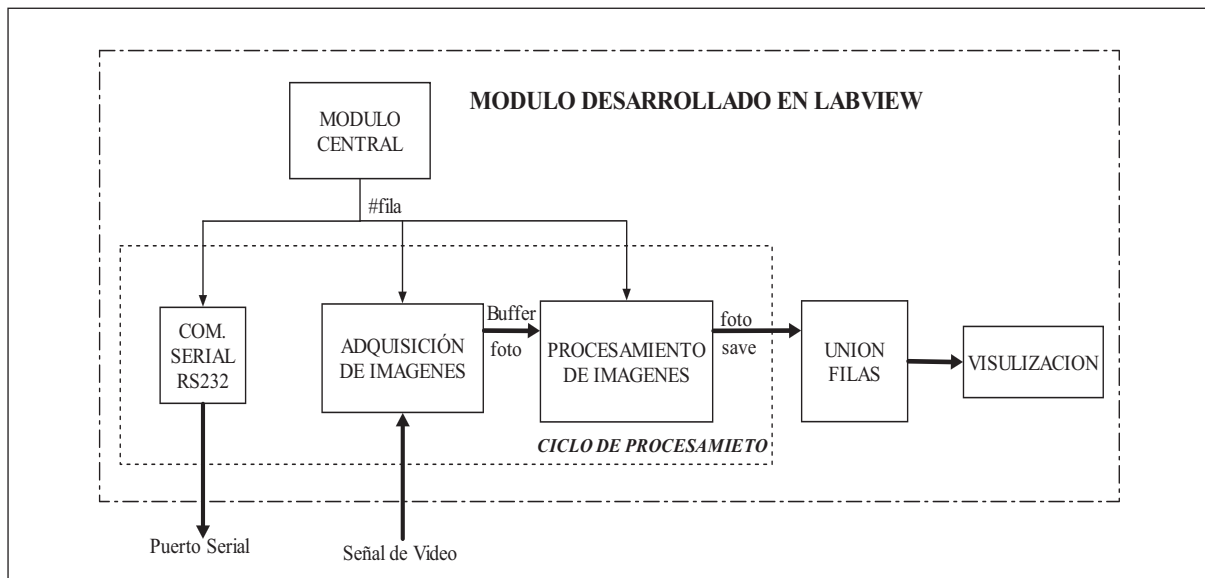 MODULO DESARROLLADO EN LABVIEW
MODULO
CENTRAL
#fila
COM.
SERIAL
RS232
ADQUISICIÓN
DE IMAGENES
Buffer
foto
PROCESAMIENTO
DE IMAGENES
foto
save
UNION
FILAS
VISULIZACION
CICLO DE PROCESAMIETO
Puerto Serial
Señal de Video